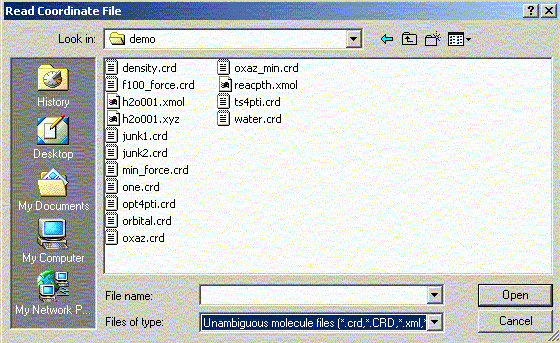 Read Coordinate File
Look in: demo
History
Desktop
My Documents
My Computer
My Network P...
density.crd
f100_force.crd
h2o001.xmol
h2o001.xyz
junk1.crd
junk2.crd
min_force.crd
one.crd
opt4pti.crd
orbital.crd
oxaz.crd
oxaz_min.crd
reacpth.xmol
ts4pti.crd
water.crd
File name:
Open
Files of type: Unambiguous molecule files (*.crd,*.CRD,*.xml,*
Cancel